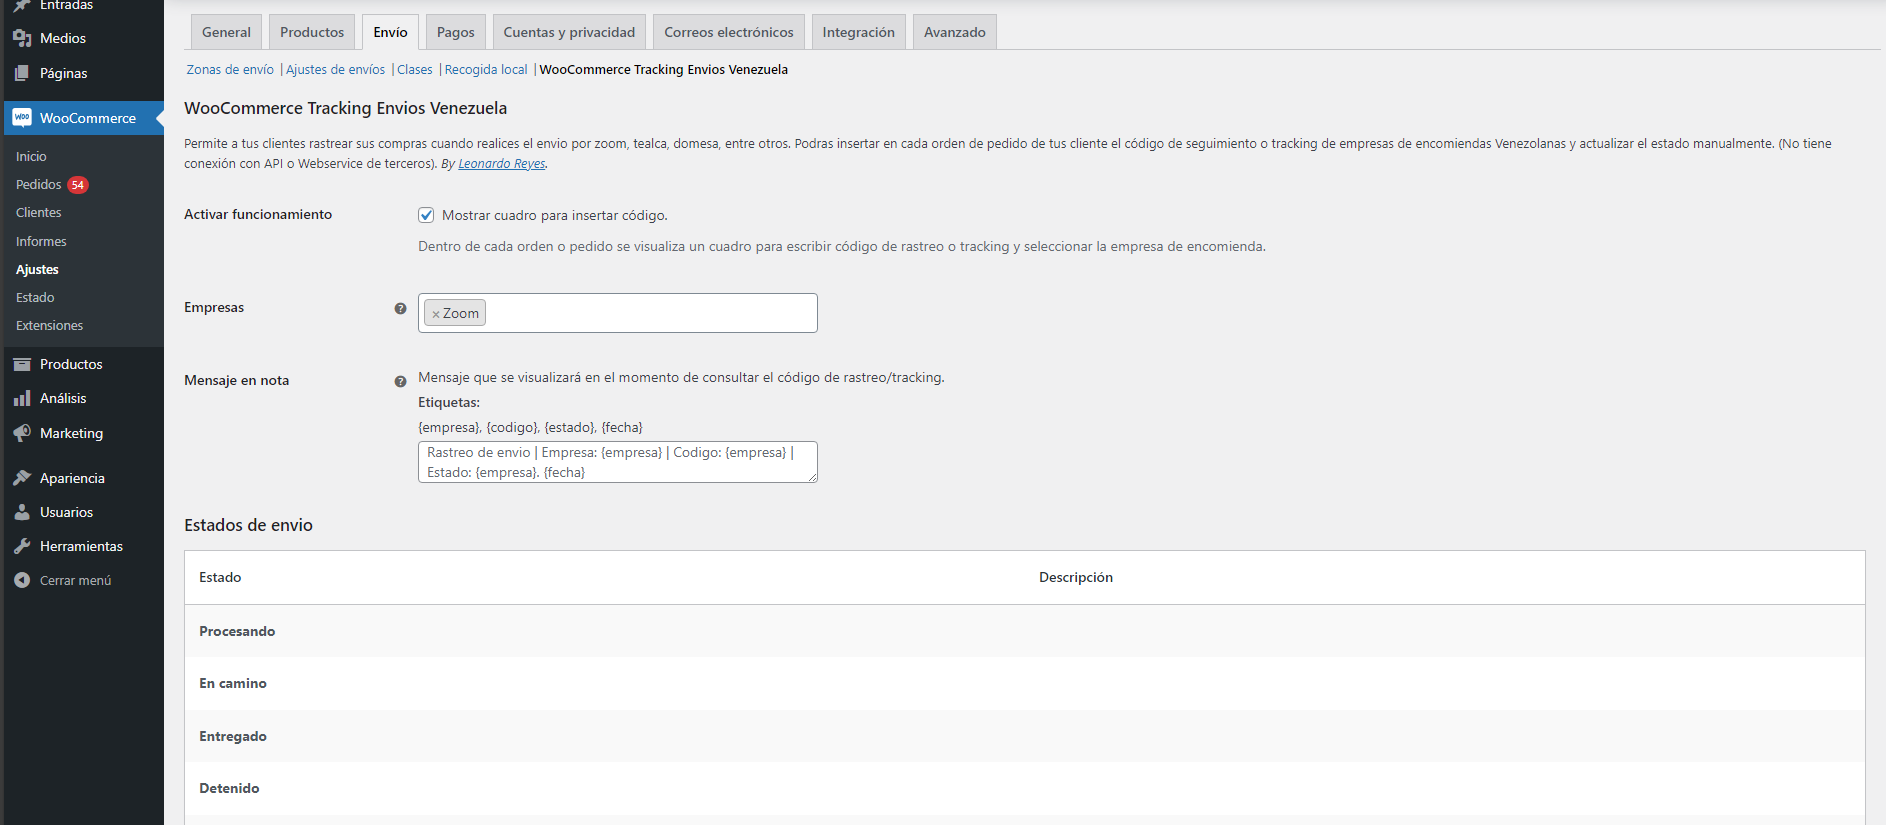 Entradas
Medios
Páginas
WooCommerce
Inicio
Pedidos 54
Clientes
Informes
Ajustes
Estado
Extensiones
Productos
Análisis
Marketing
Apariencia
Usuarios
Herramientas
Cerrar menú
General Productos Envío Pagos Cuentas y privacidad Correos electrónicos Integración Avanzado
Zonas de envío | Ajustes de envíos | Clases | Recogida local | WooCommerce Tracking Envios Venezuela
WooCommerce Tracking Envios Venezuela
Permite a tus clientes rastrear sus compras cuando realices el envio por zoom, tealca, domesa, entre otros. Podras insertar en cada orden de pedido de tus cliente el código de seguimiento o tracking de empresas de encomiendas Venezolanas y actualizar el estado manualmente. (No tiene
conexión con API o Webservice de terceros). By Leonardo Reyes.
Activar funcionamiento
Mostrar cuadro para insertar código.
Dentro de cada orden o pedido se visualiza un cuadro para escribir código de rastreo o tracking y seleccionar la empresa de encomienda.
Empresas ?
× Zoom
Mensaje en nota ?
Mensaje que se visualizará en el momento de consultar el código de rastreo/tracking.
Etiquetas:
{empresa}, {codigo}, {estado}, {fecha}
Rastreo de envio | Empresa: {empresa} | Codigo: {empresa} |
Estado: {empresa}. {fecha}
Estados de envio
Estado Descripción
Procesando
En camino
Entregado
Detenido